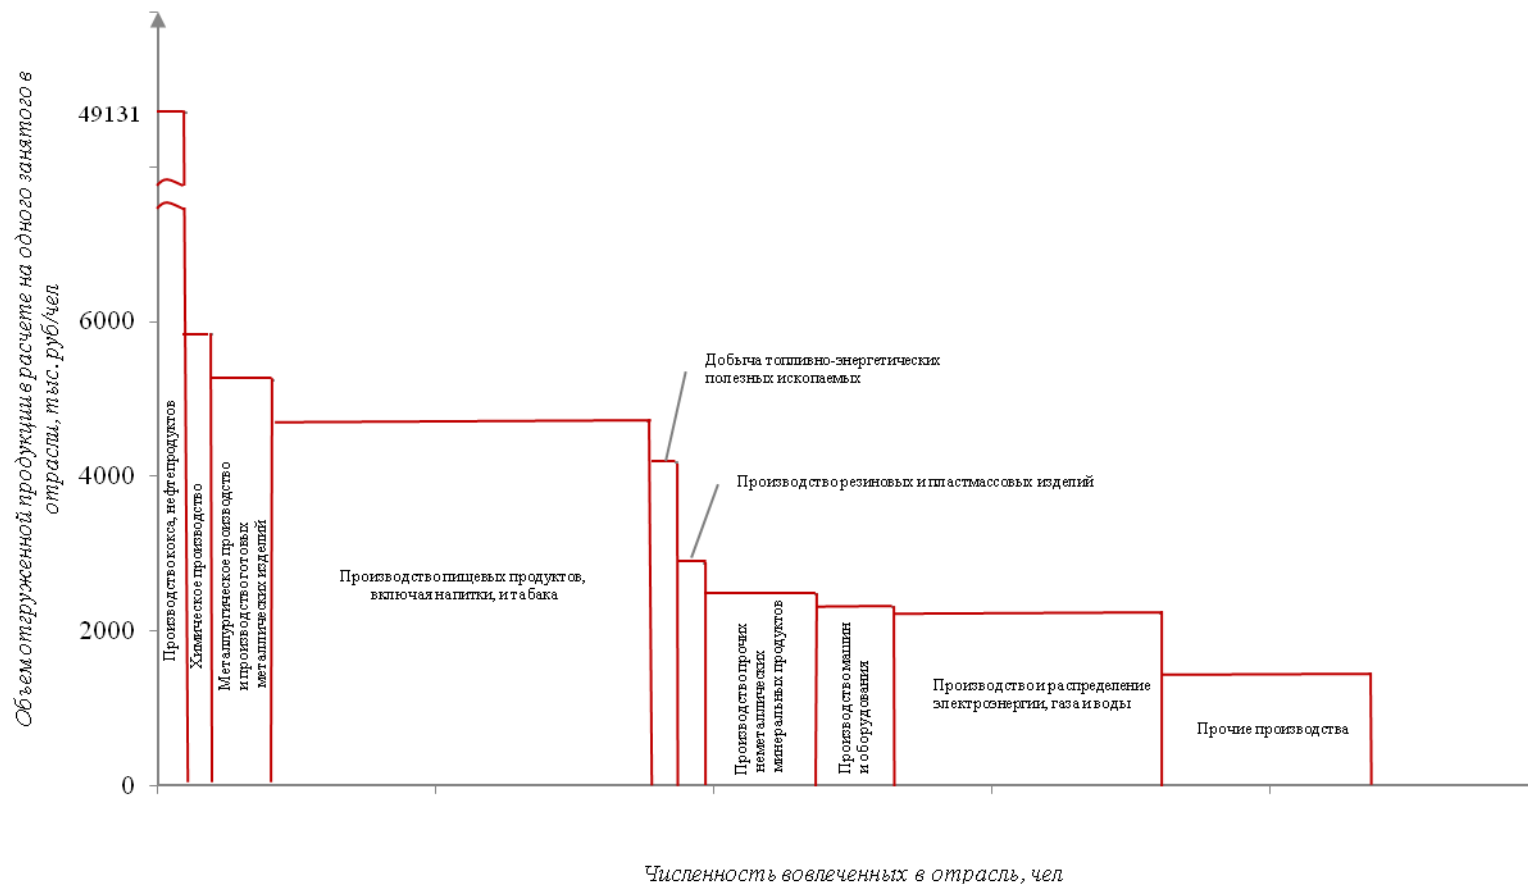 Объем отгруженной продукции в расчете на одного занятого в
отрасли, тыс. руб/чел
49131
6000
4000
2000
0
Производство кокса, нефтепродуктов
Химическое производство
Металлургическое производство
и производство готовых
металлических изделий
Производство пищевых продуктов,
включая напитки, и табака
Добыча топливно-энергетических
полезных ископаемых
Производство резиновых и пластмассовых изделий
Производство прочих
неметаллических
минеральных продуктов
Производство машин
и оборудования
Производство и распределение
электроэнергии, газа и воды
Прочие производства
Численность вовлеченных в отрасль, чел